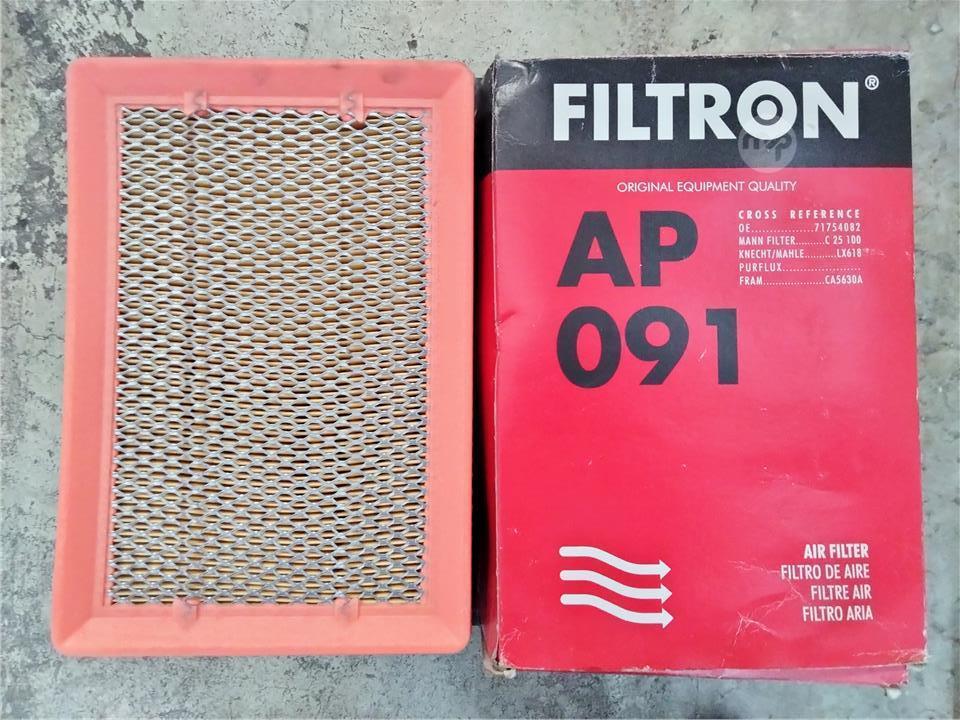 FILTRON®
ORIGINAL EQUIPMENT QUALITY
AP
091
CROSS REFERENCE
OE.................71754082
MANN FILTER.........C 25 100
KNECHT/MAHLE...........LX618
PURFLUX.....................
FRAM....................CA5630A
AIR FILTER
FILTRO DE AIRE
FILTRE AIR
FILTRO ARIA